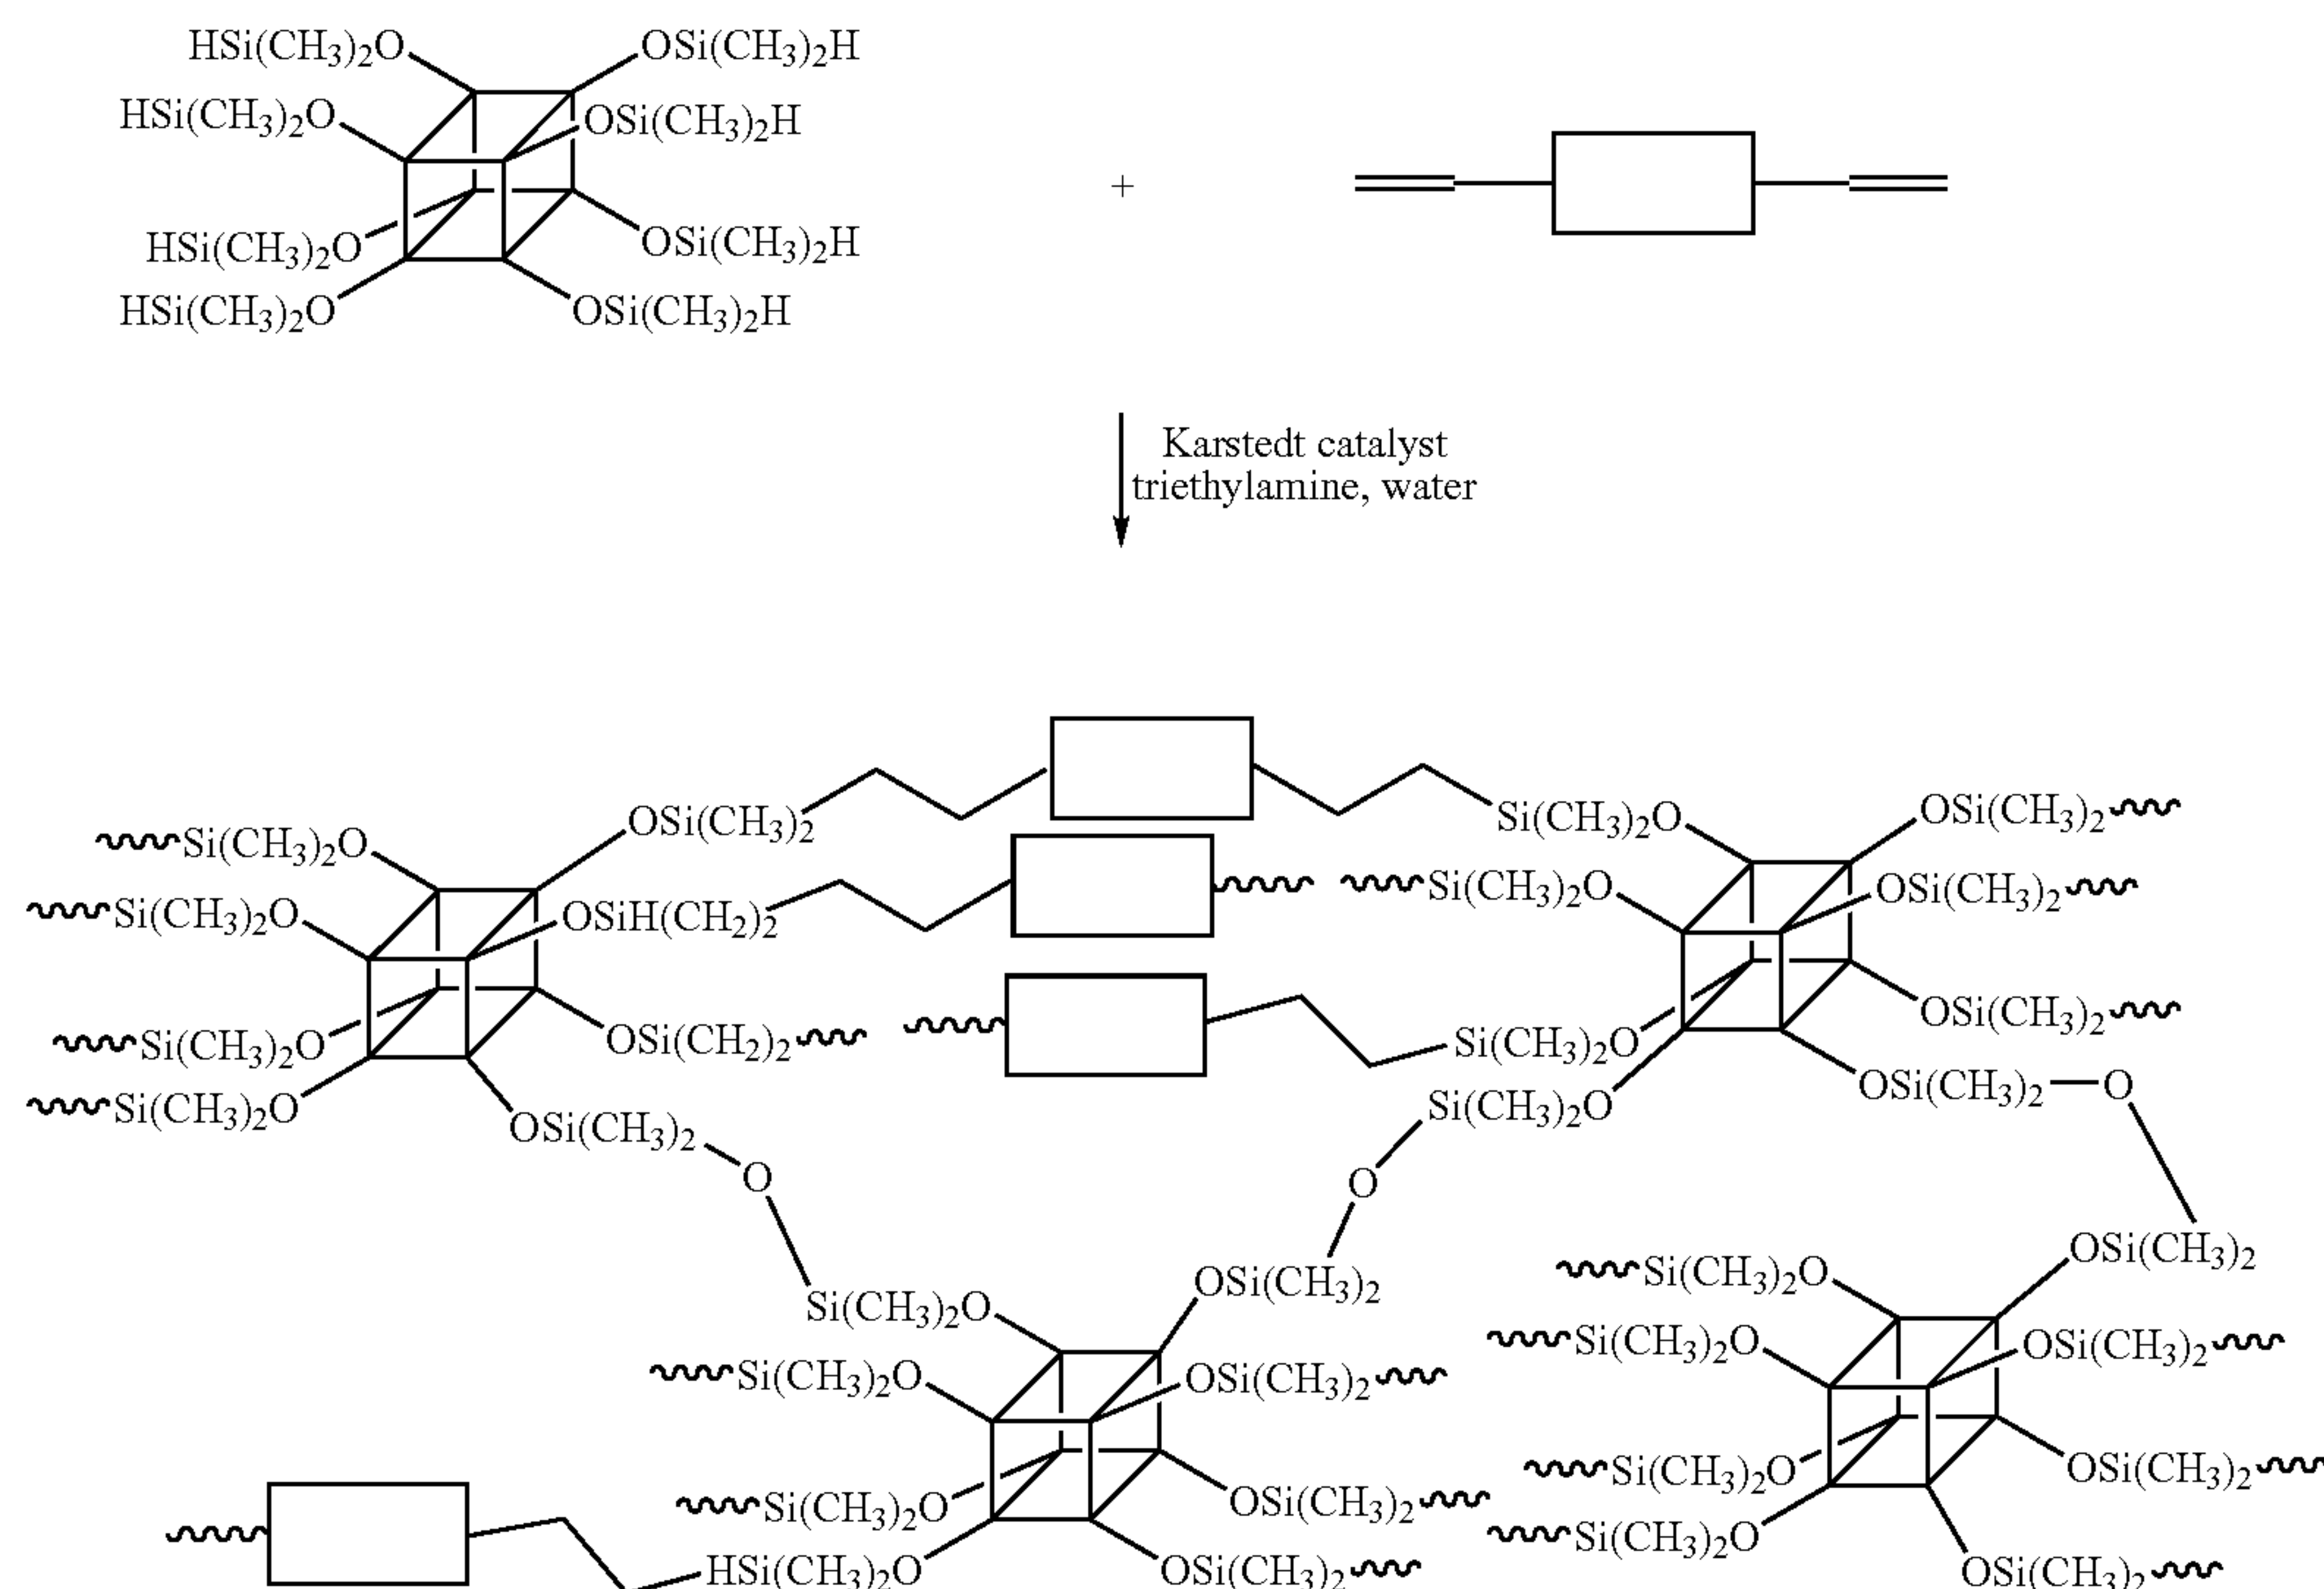 HSi(CH3)2O OSi(CH3)2H
HSi(CH3)2O OSi(CH3)2H
+
HSi(CH3)2O OSi(CH3)2H
HSi(CH3)2O OSi(CH3)2H
Karstedt catalyst
triethylamine, water
OSi(CH3)2 Si(CH3)2O OSi(CH3)2
Si(CH3)2O
Si(CH3)2O OSiH(CH2)2 Si(CH3)2O OSi(CH3)2
Si(CH3)2O OSi(CH2)2 Si(CH3)2O OSi(CH3)2
Si(CH3)2O OSi(CH3)2 Si(CH3)2O OSi(CH3)2 O
O O
Si(CH3)2O OSi(CH3)2 Si(CH3)2O OSi(CH3)2
Si(CH3)2O OSi(CH3)2 Si(CH3)2O OSi(CH3)2
Si(CH3)2O OSi(CH3)2 Si(CH3)2O OSi(CH3)2
HSi(CH3)2O OSi(CH3)2 Si(CH3)2O OSi(CH3)2